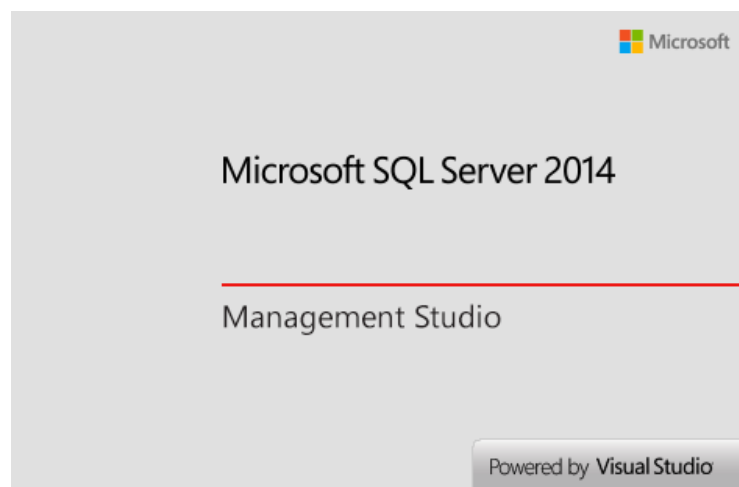 Microsoft
Microsoft SQL Server 2014
Management Studio
Powered by Visual Studio